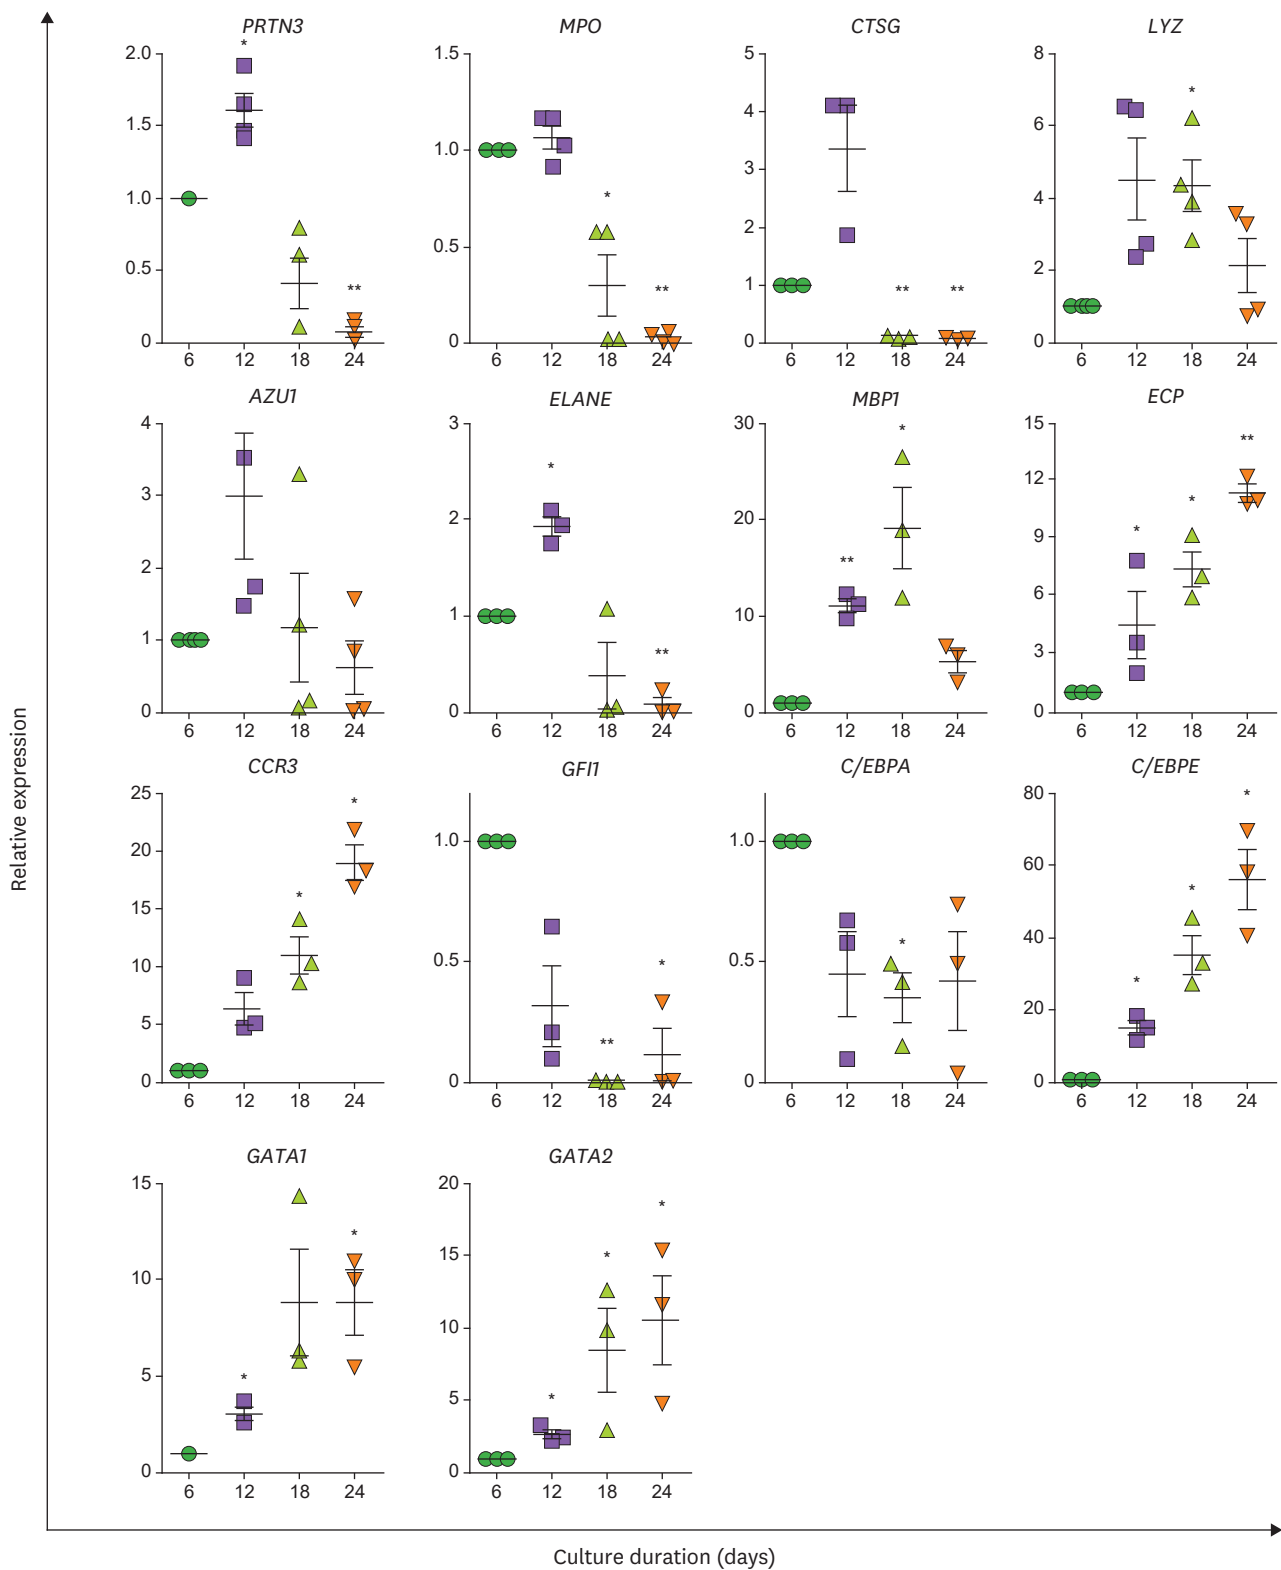 PRTN3 MPO CTSG LYZ
2.0 * 1.5 5 8
* 4 6
1.5 1.0 3 4
1.0 * 2
0.5 ** 0.5 ** 1 ** ** 2
0 0 0 0
6 12 18 24 6 12 18 24 6 12 18 24 6 12 18 24
AZU1 ELANE MBP1 ECP
4 3 30 * 15 **
3 * 12 *
2 20 ** 9 *
2 1 ** 10 6
1 3
0 0 0 0
6 12 18 24 6 12 18 24 6 12 18 24 6 12 18 24
Relative expression
CCR3 GFI1 C/EBPA C/EBPE
25 * 1.0 1.0 80 *
20 60 *
15 * 0.5 * 0.5 * 40 *
10 ** 20
5
0 0 0 0
6 12 18 24 6 12 18 24 6 12 18 24 6 12 18 24
GATA1 GATA2
15 * 20 *
10 15 *
5 * 10
5 *
0 0
6 12 18 24 6 12 18 24
Culture duration (days)